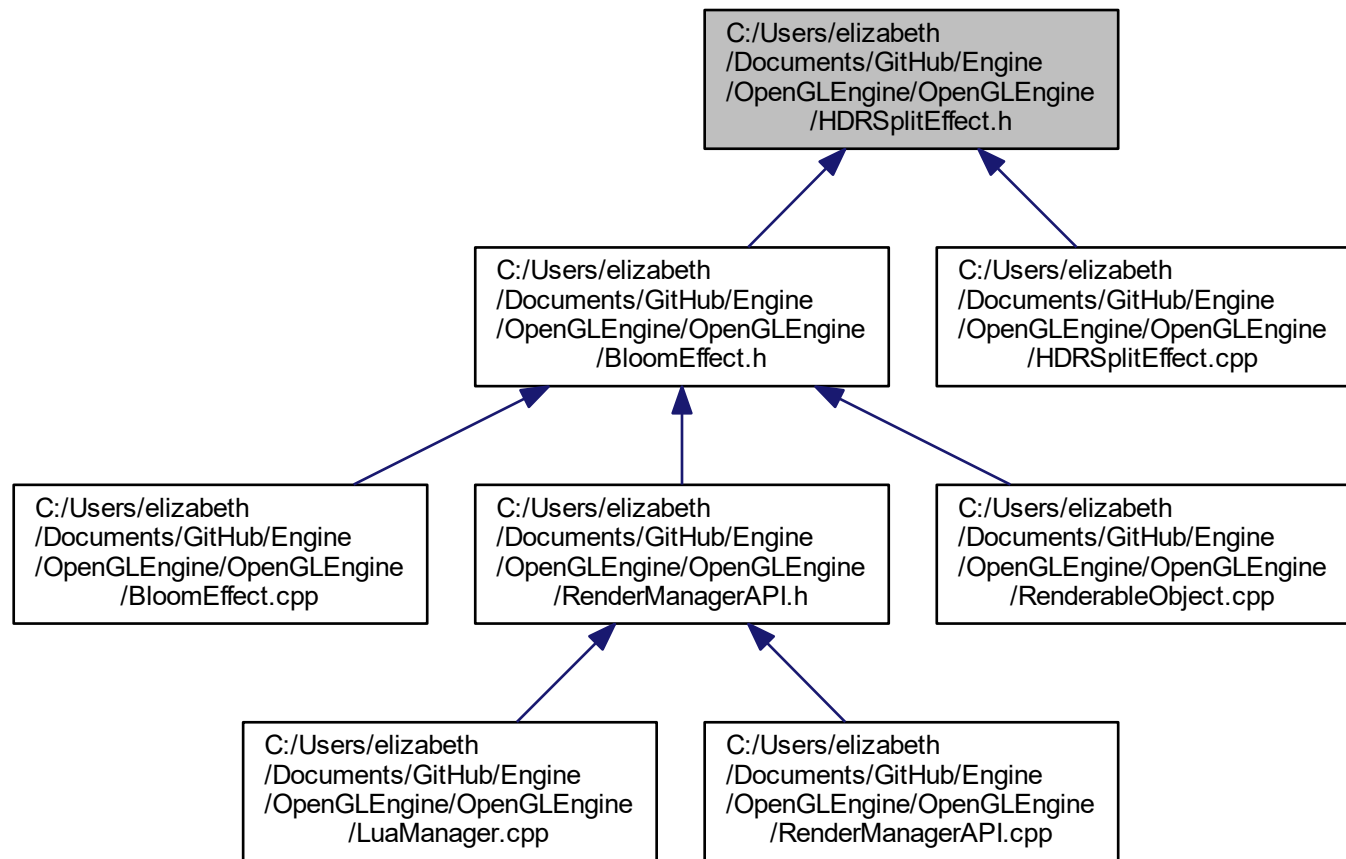 C:/Users/elizabeth
/Documents/GitHub/Engine
/OpenGLEngine/OpenGLEngine
/HDRSplitEffect.h
C:/Users/elizabeth
/Documents/GitHub/Engine
/OpenGLEngine/OpenGLEngine
/BloomEffect.h
C:/Users/elizabeth
/Documents/GitHub/Engine
/OpenGLEngine/OpenGLEngine
/HDRSplitEffect.cpp
C:/Users/elizabeth
/Documents/GitHub/Engine
/OpenGLEngine/OpenGLEngine
/BloomEffect.cpp
C:/Users/elizabeth
/Documents/GitHub/Engine
/OpenGLEngine/OpenGLEngine
/RenderManagerAPI.h
C:/Users/elizabeth
/Documents/GitHub/Engine
/OpenGLEngine/OpenGLEngine
/RenderableObject.cpp
C:/Users/elizabeth
/Documents/GitHub/Engine
/OpenGLEngine/OpenGLEngine
/LuaManager.cpp
C:/Users/elizabeth
/Documents/GitHub/Engine
/OpenGLEngine/OpenGLEngine
/RenderManagerAPI.cpp